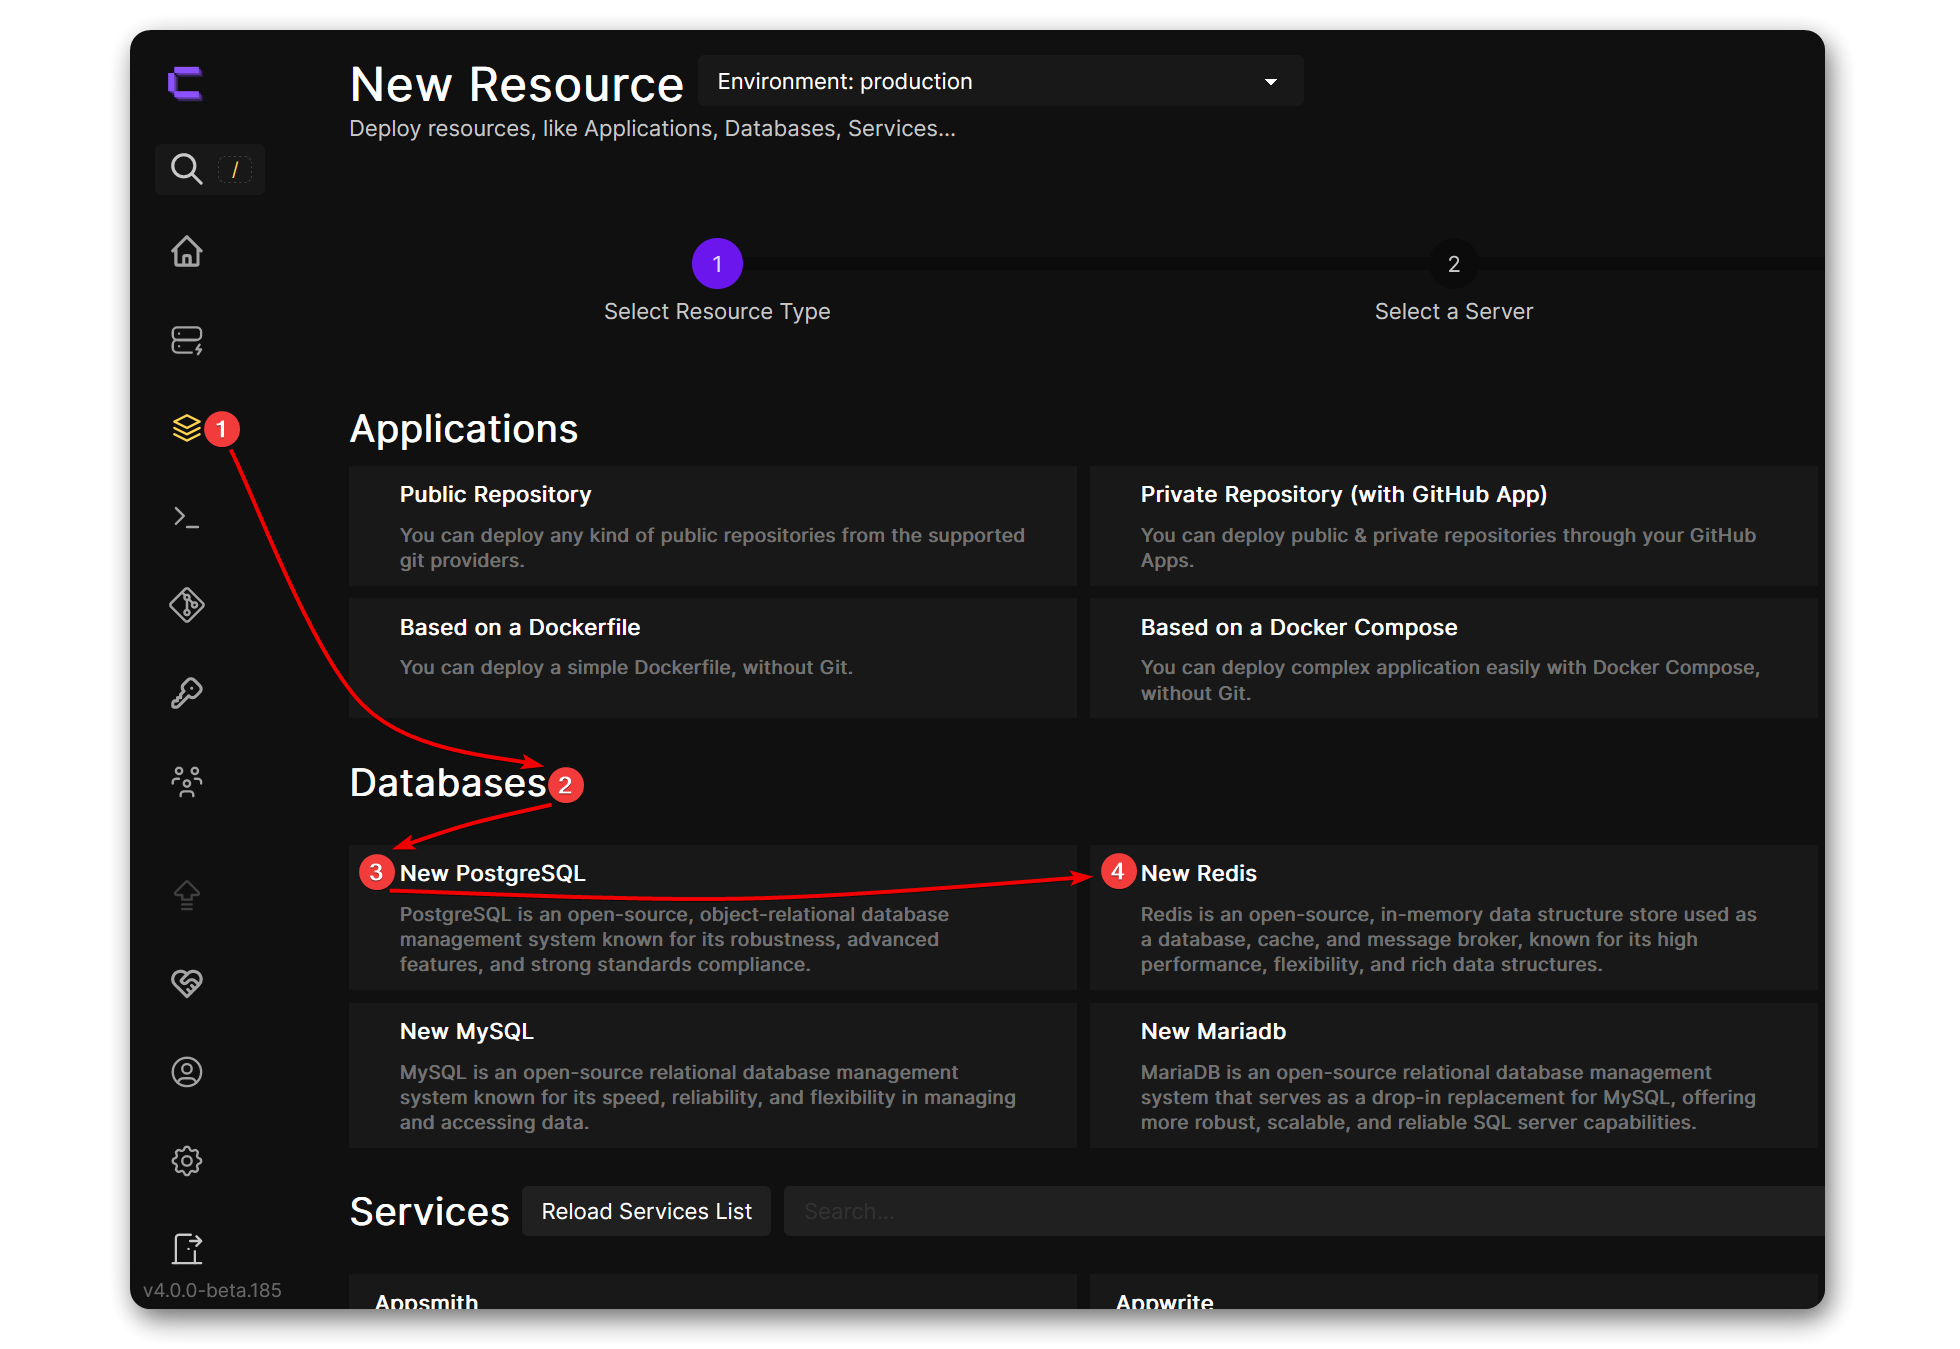 New Resource
Environment: production
Deploy resources, like Applications, Databases, Services...
/
1
2
Select Resource Type
Select a Server
1
Applications
Public Repository
You can deploy any kind of public repositories from the supported
git providers.
Private Repository (with GitHub App)
You can deploy public & private repositories through your GitHub
Apps.
Based on a Dockerfile
You can deploy a simple Dockerfile, without Git.
Based on a Docker Compose
You can deploy complex application easily with Docker Compose,
without Git.
Databases
2
3
New PostgreSQL
PostgreSQL is an open-source, object-relational database
management system known for its robustness, advanced
features, and strong standards compliance.
4
New Redis
Redis is an open-source, in-memory data structure store used as
a database, cache, and message broker, known for its high
performance, flexibility, and rich data structures.
New MySQL
MySQL is an open-source relational database management
system known for its speed, reliability, and flexibility in managing
and accessing data.
New Mariadb
MariaDB is an open-source relational database management
system that serves as a drop-in replacement for MySQL, offering
more robust, scalable, and reliable SQL server capabilities.
Services
Reload Services List
Search...
v4.0.0-beta.185
Appsmith
Appwrite